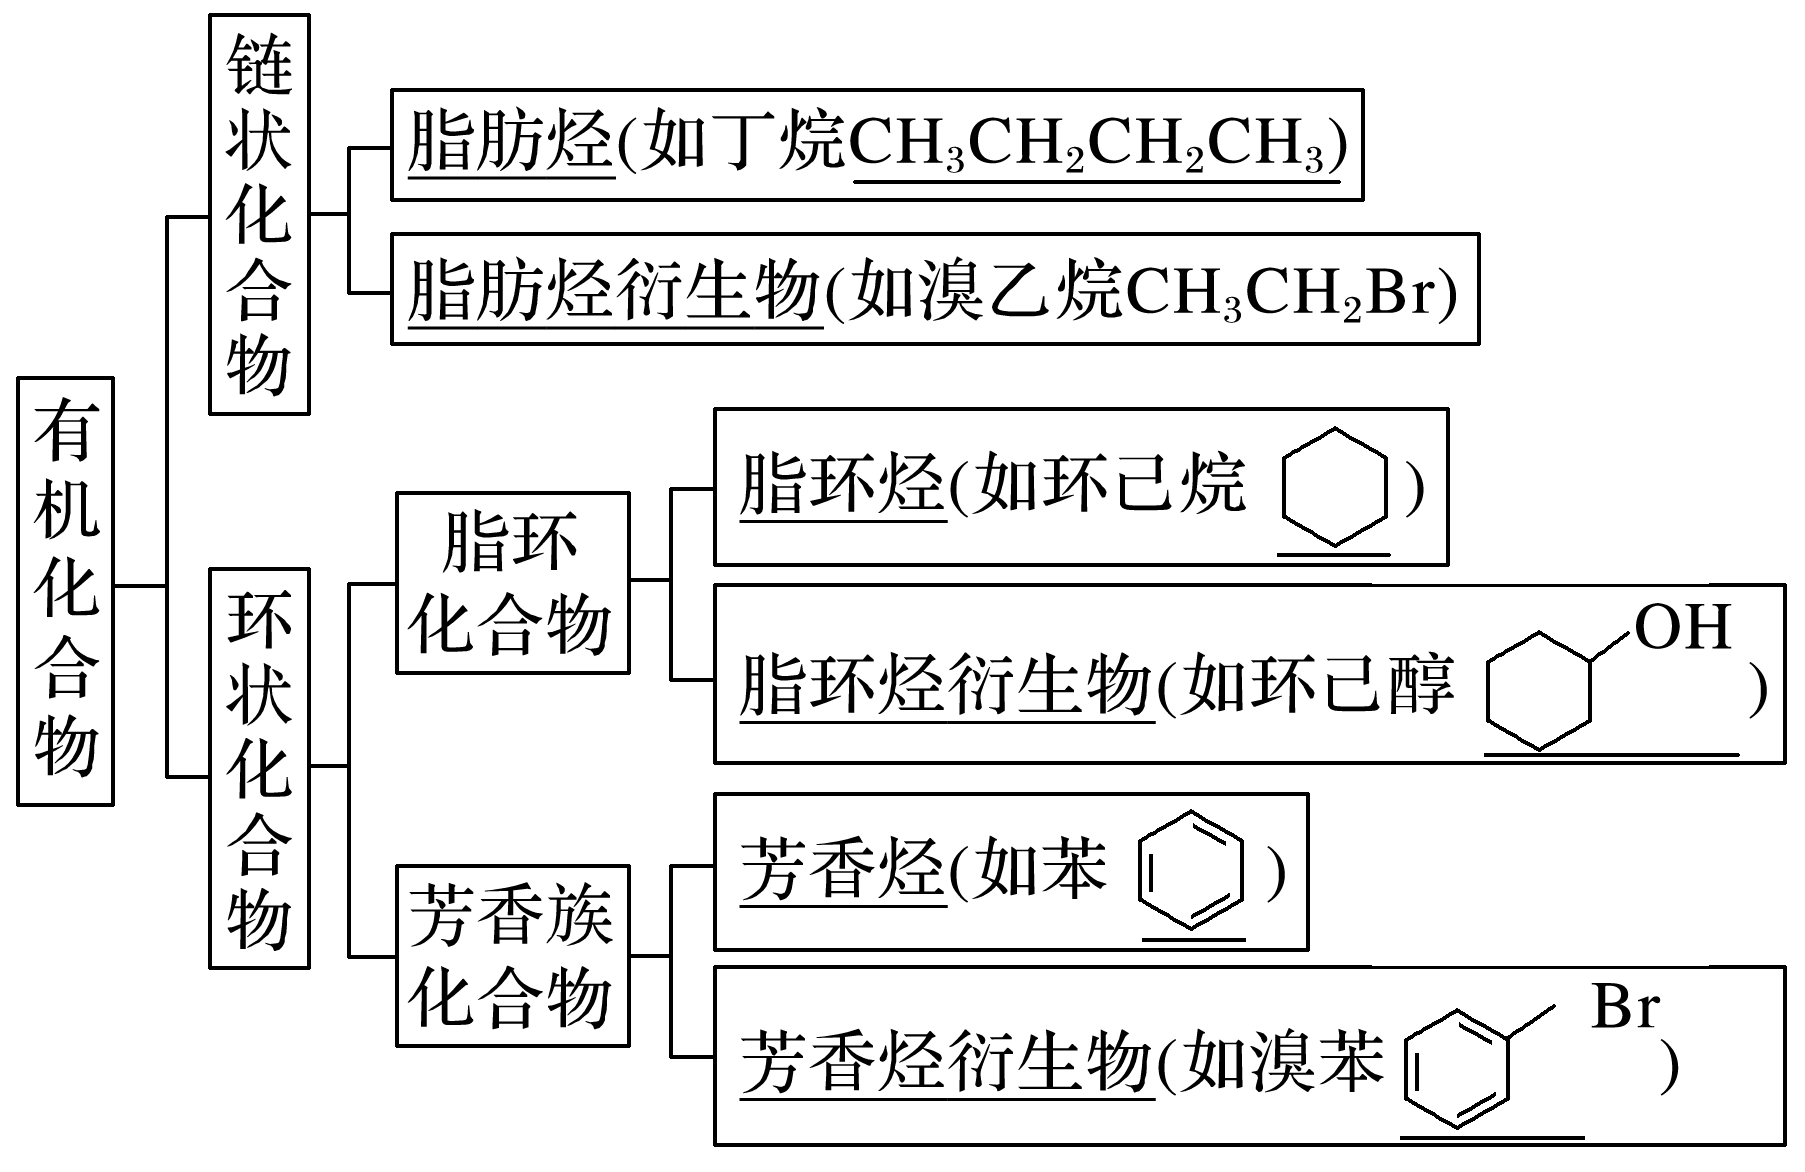 有机化合物
链状化合物
脂肪烃(如丁烷CH₃CH₂CH₂CH₃)
脂肪烃衍生物(如溴乙烷CH₃CH₂Br)
环状化合物
脂环
化合物
脂环烃(如环己烷 )
脂环烃衍生物(如环己醇 OH )
芳香族
化合物
芳香烃(如苯 )
芳香烃衍生物(如溴苯 Br )